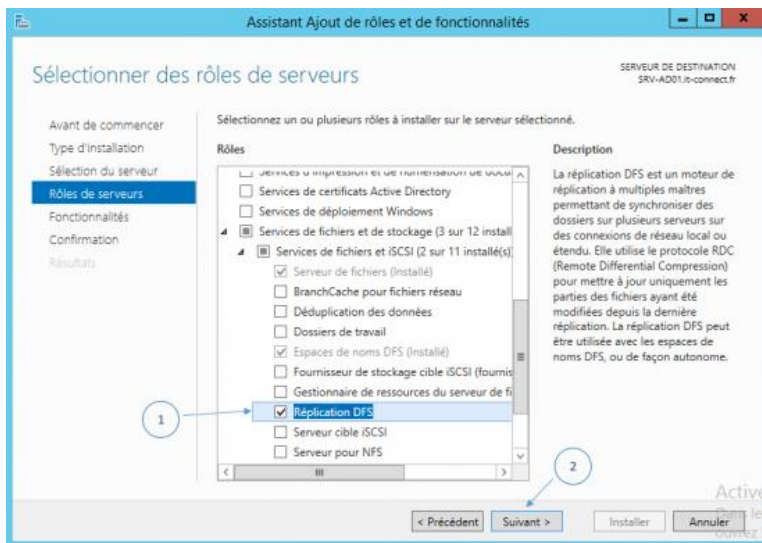 Assistant Ajout de rôles et de fonctionnalités
Sélectionner des rôles de serveurs
SERVEUR DE DESTINATION
SRV-AD01.it-connect.fr
Avant de commencer
Type d'installation
Sélection du serveur
Rôles de serveurs
Fonctionnalités
Confirmation
Résultats
Sélectionnez un ou plusieurs rôles à installer sur le serveur sélectionné.
Rôles
Services d'impression et de numérisation de docu
Services de certificats Active Directory
Services de déploiement Windows
Services de fichiers et de stockage (3 sur 12 install
Services de fichiers et iSCSI (2 sur 11 installé(s)
Serveur de fichiers (Installé)
BranchCache pour fichiers réseau
Déduplication des données
Dossiers de travail
Espaces de noms DFS (Installé)
Fournisseur de stockage cible iSCSI (fournis
Gestionnaire de ressources du serveur de fi
Réplication DFS
Serveur cible iSCSI
Serveur pour NFS
1
2
Description
La réplication DFS est un moteur de
réplication à multiples maîtres
permettant de synchroniser des
dossiers sur plusieurs serveurs sur
des connexions de réseau local ou
étendu. Elle utilise le protocole RDC
(Remote Differential Compression)
pour mettre à jour uniquement les
parties des fichiers ayant été
modifiées depuis la dernière
réplication. La réplication DFS peut
être utilisée avec les espaces de
noms DFS, ou de façon autonome.
< Précédent
Suivant >
Installer
Annuler
Active